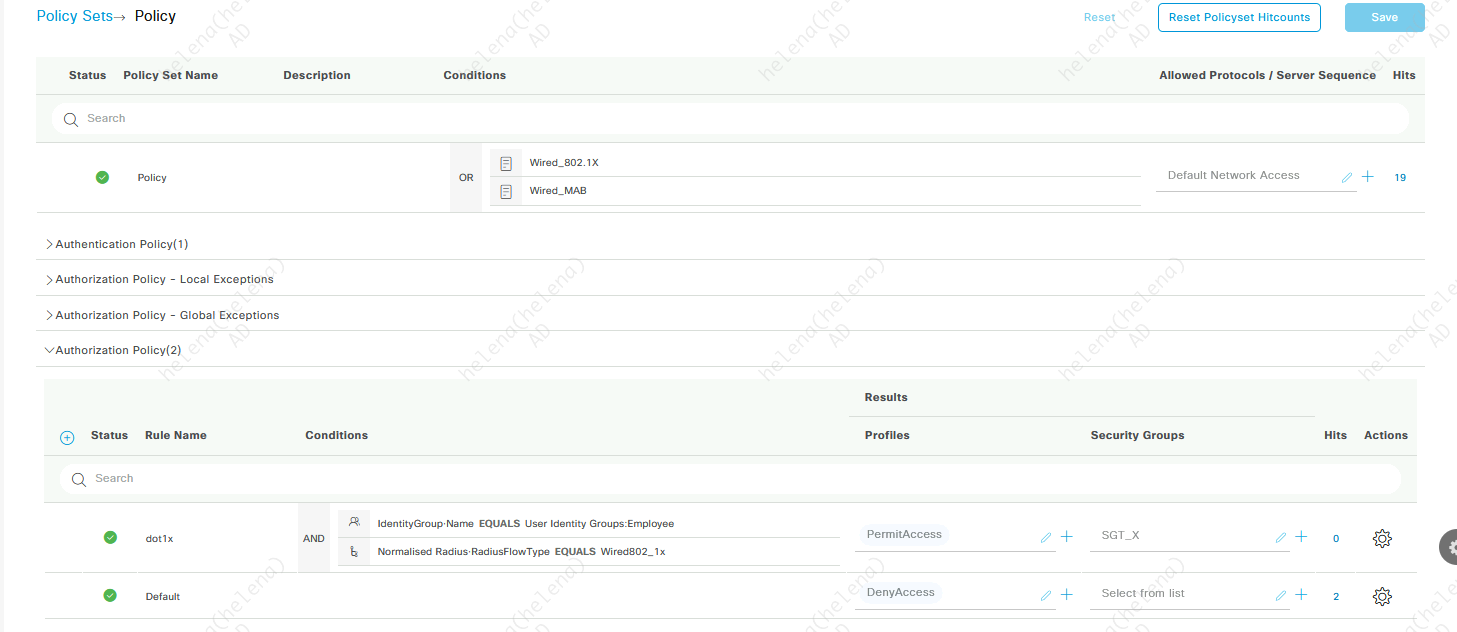 Policy Sets→ Policy
Reset
Reset Policyset Hitcounts
Save
Status Policy Set Name Description Conditions Allowed Protocols / Server Sequence Hits
Search
Policy
OR
Wired_802.1X
Wired_MAB
Default Network Access
19
Authentication Policy(1)
Authorization Policy - Local Exceptions
Authorization Policy - Global Exceptions
Authorization Policy(2)
Results
Status Rule Name Conditions Profiles Security Groups Hits Actions
Search
dot1x
AND
IdentityGroup·Name EQUALS User Identity Groups:Employee
Normalised Radius·RadiusFlowType EQUALS Wired802_1x
PermitAccess
SGT_X
0
Default
DenyAccess
Select from list
2
helena(helena)
AD